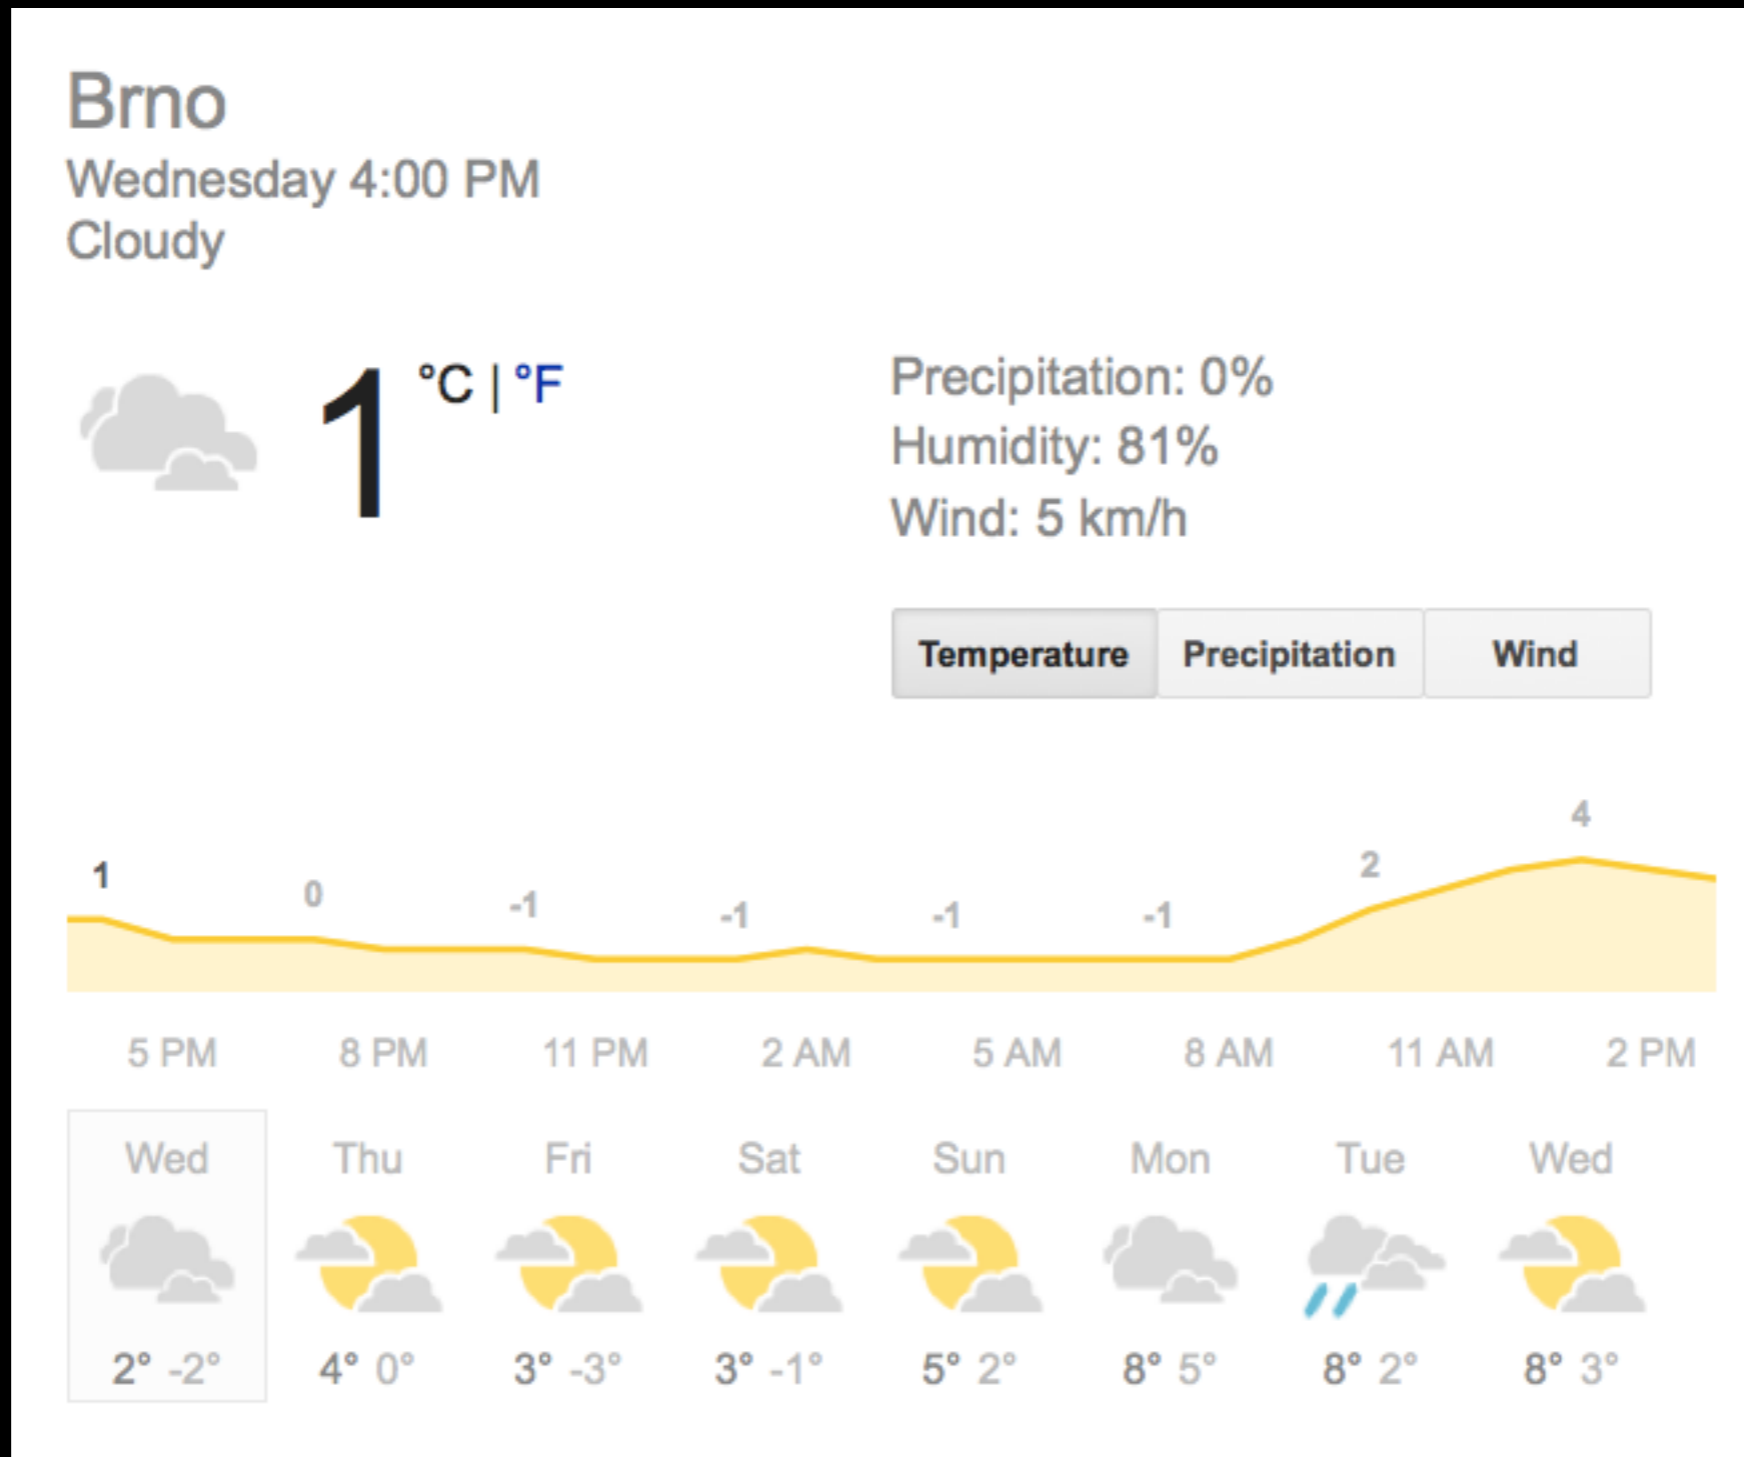 Brno
Wednesday 4:00 PM
Cloudy
1 °C | °F
Precipitation: 0%
Humidity: 81%
Wind: 5 km/h
Temperature Precipitation Wind
1 0 -1 -1 -1 -1 2 4
5 PM 8 PM 11 PM 2 AM 5 AM 8 AM 11 AM 2 PM
Wed Thu Fri Sat Sun Mon Tue Wed
2° -2° 4° 0° 3° -3° 3° -1° 5° 2° 8° 5° 8° 2° 8° 3°